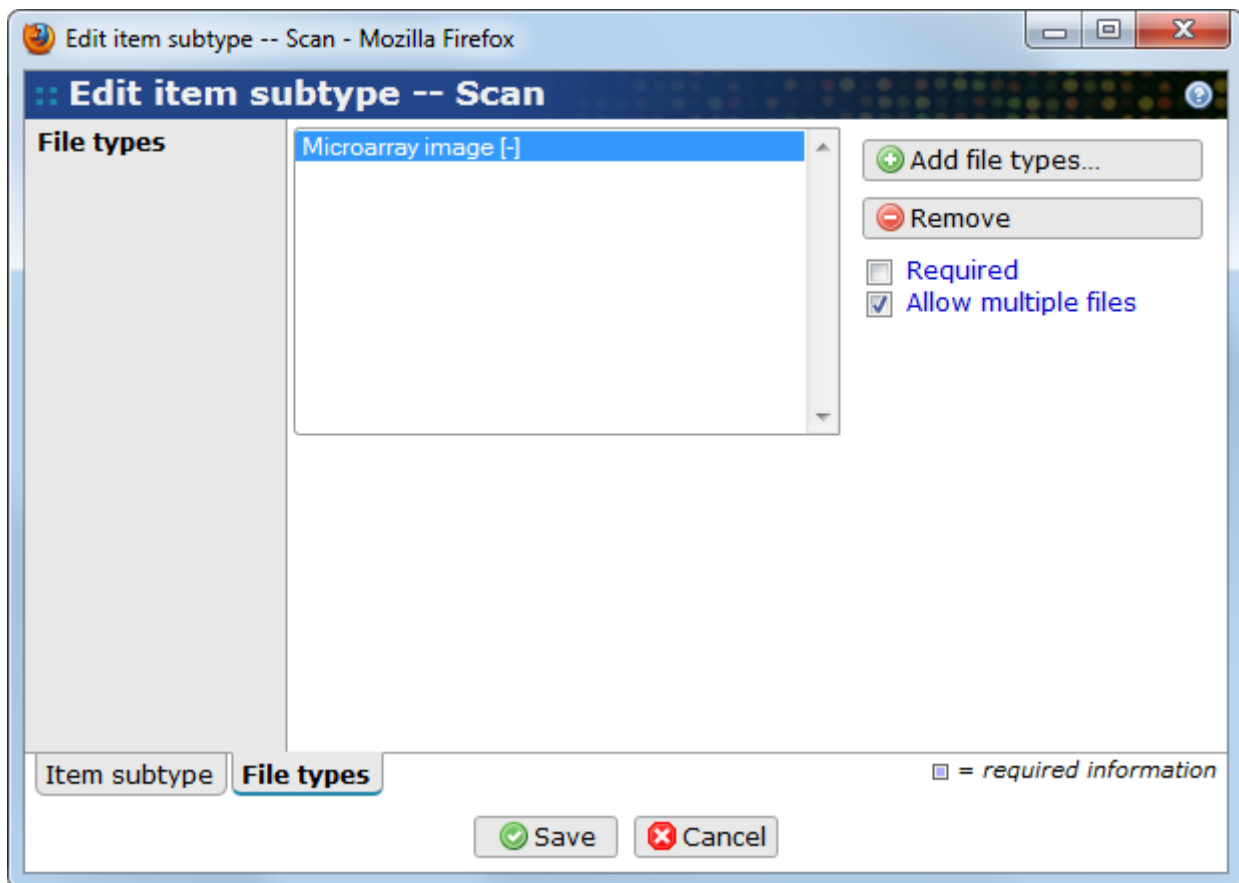 Edit item subtype -- Scan - Mozilla Firefox
:: Edit item subtype -- Scan
File types
Microarray image [-]
Add file types...
Remove
Required
Allow multiple files
Item subtype
File types
= required information
Save
Cancel